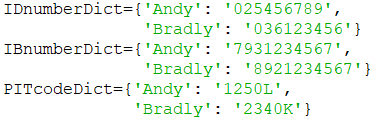 IDnumberDict={'Andy': '025456789',
'Bradly': '036123456'}
IBnumberDict={'Andy': '7931234567',
'Bradly': '8921234567'}
PITcodeDict={'Andy': '1250L',
'Bradly': '2340K'}